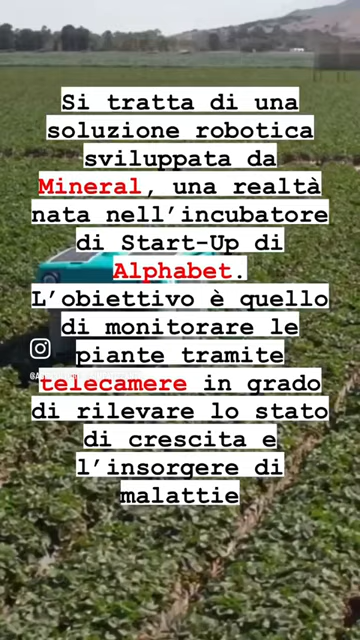 Si tratta di una
soluzione robotica
sviluppata da
Mineral, una realtà
nata nell'incubatore
di Start-Up di
Alphabet.
L'obiettivo è quello
di monitorare le
piante tramite
telecamere in grado
di rilevare lo stato
di crescita e
l'insorgere di
malattie